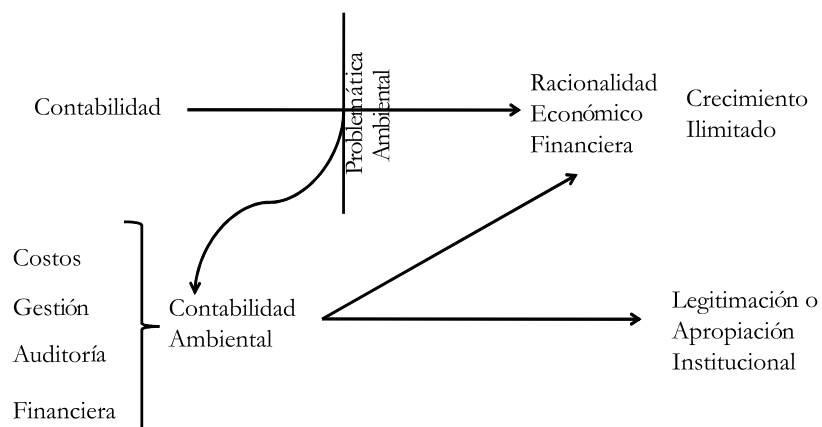 Contabilidad
Problemática
Ambiental
Racionalidad
Económico
Financiera
Crecimiento
Ilimitado
Costos
Gestión
Auditoría
Financiera
Contabilidad
Ambiental
Legitimación o
Apropiación
Institucional